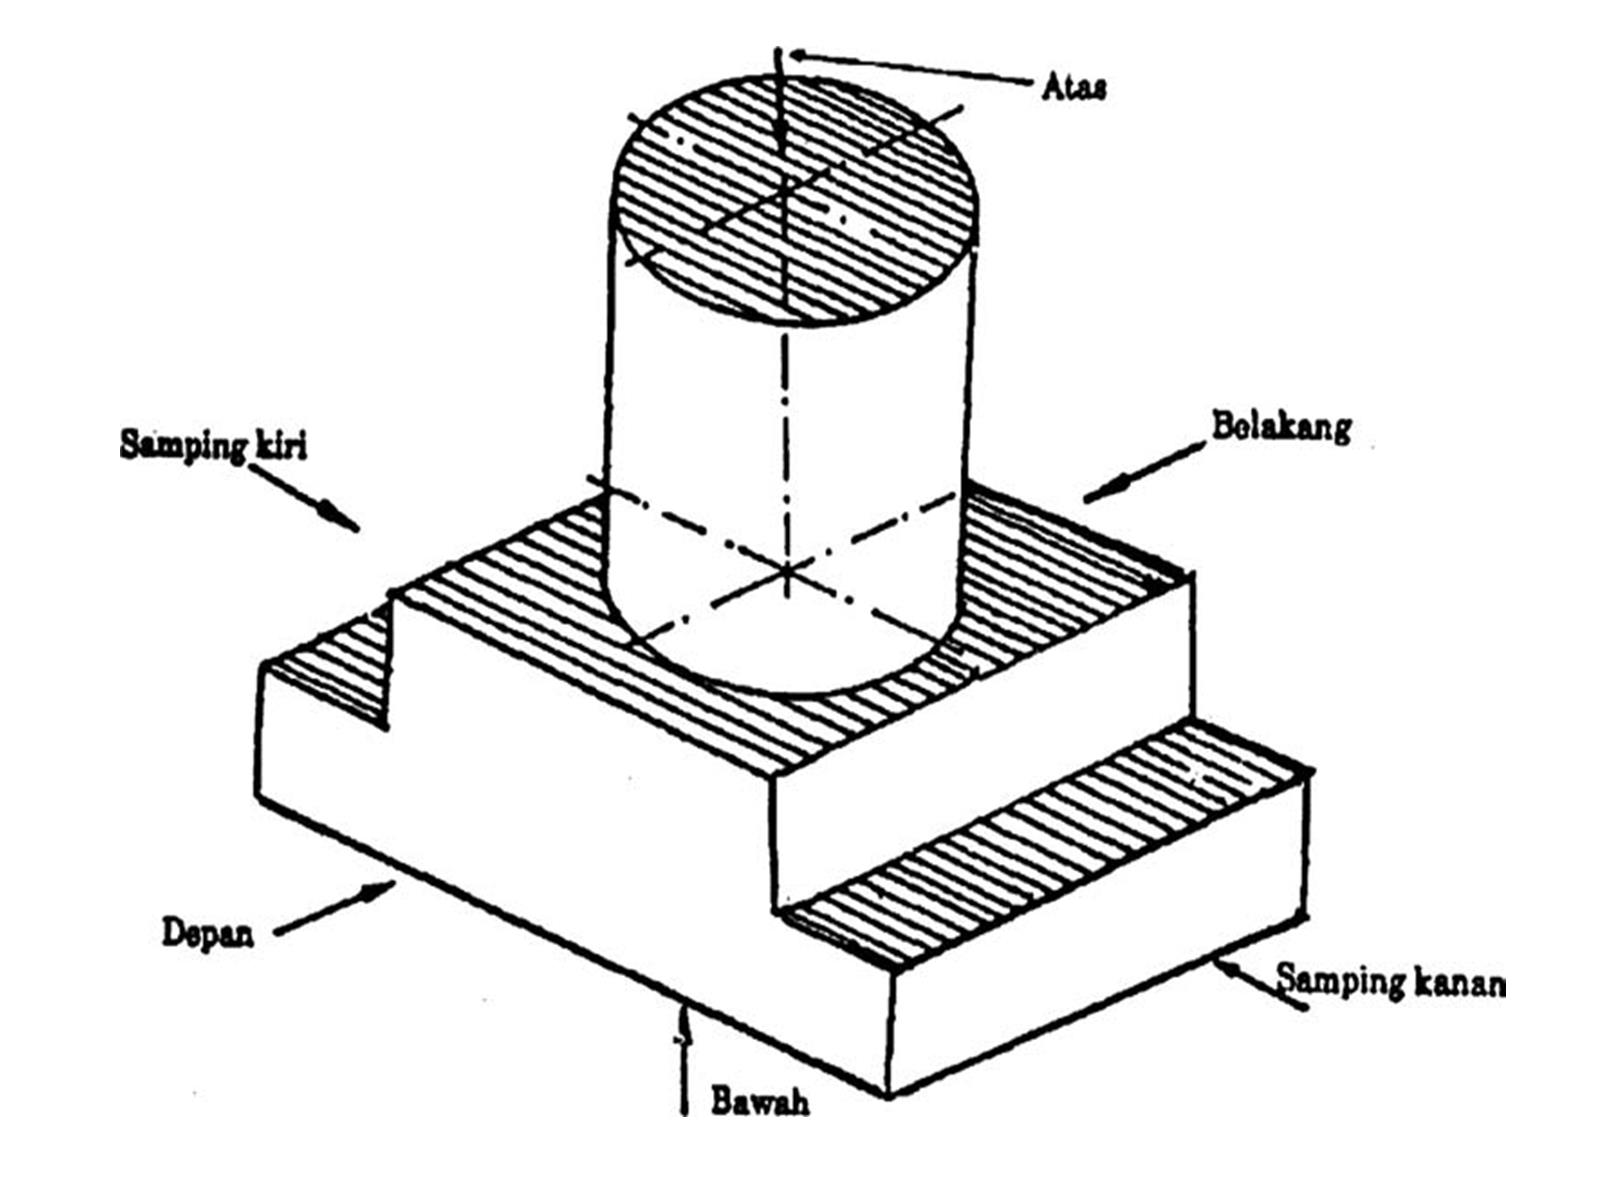 Atas
Belakang
Samping kiri
Depan
Samping kanan
Bawah